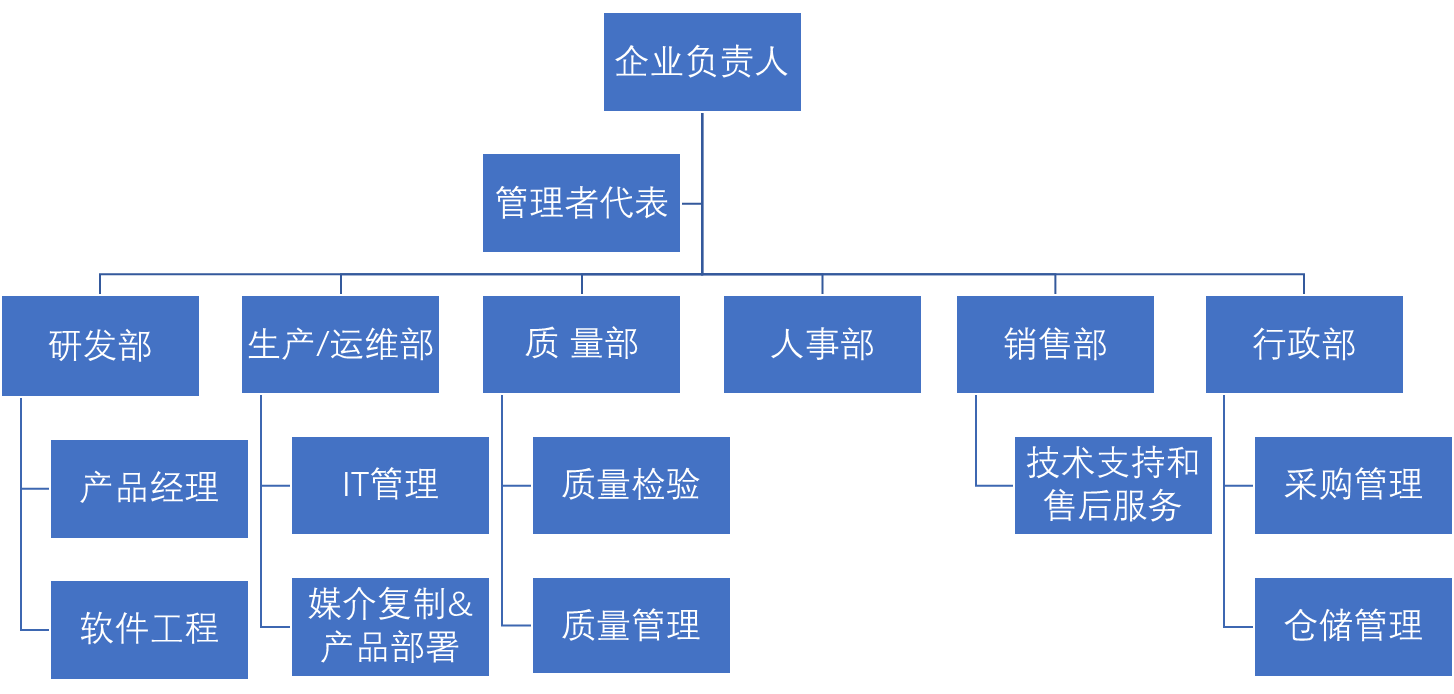 企业负责人
管理者代表
研发部
生产/运维部
质 量部
人事部
销售部
行政部
产品经理
IT管理
质量检验
技术支持和
售后服务
采购管理
软件工程
媒介复制&
产品部署
质量管理
仓储管理